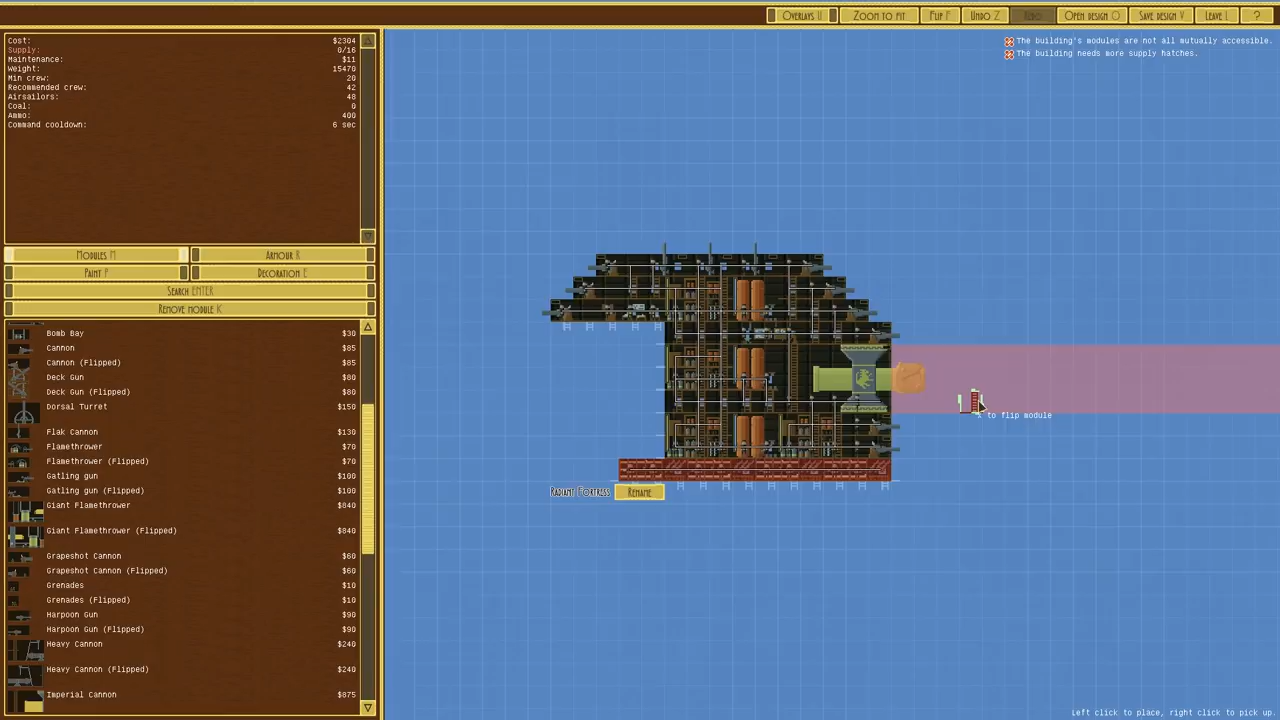 OVERLAYS U
ZOOM TO FIT
FLIP F
UNDO Z
REDO
OPEN DESIGN O
SAVE DESIGN V
LEAVE L
?
Cost: $2304
Supply: 0/16
Maintenance: $11
Weight: 15470
Min crew: 20
Recommended crew: 42
Airsailors: 48
Coal: 0
Ammo: 400
Command cooldown: 6 sec
The building's modules are not all mutually accessible.
The building needs more supply hatches.
MODULES M
ARMOUR R
PAINT P
DECORATION E
SEARCH ENTER
REMOVE MODULE K
Bomb Bay $30
Cannon $85
Cannon (Flipped) $85
Deck Gun $80
Deck Gun (Flipped) $80
Dorsal Turret $150
Flak Cannon $130
Flamethrower $70
Flamethrower (Flipped) $70
Gatling gun $100
Gatling gun (Flipped) $100
Giant Flamethrower $840
Giant Flamethrower (Flipped) $840
Grapeshot Cannon $60
Grapeshot Cannon (Flipped) $60
Grenades $10
Grenades (Flipped) $10
Harpoon Gun $90
Harpoon Gun (Flipped) $90
Heavy Cannon $240
Heavy Cannon (Flipped) $240
Imperial Cannon $875
to flip module
RADIANT FORTRESS
RENAME
Left click to place, right click to pick up.